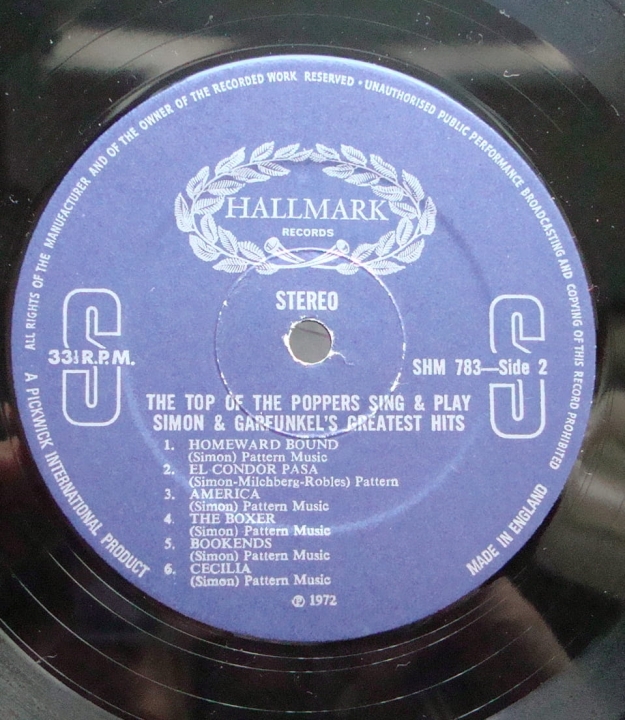 ALL RIGHTS OF THE MANUFACTURER AND OF THE OWNER OF THE RECORDED WORK RESERVED • UNAUTHORISED PUBLIC PERFORMANCE BROADCASTING AND COPYING OF THIS RECORD PROHIBITED
HALLMARK
RECORDS
STEREO
S
33⅓ R.P.M.
S
SHM 783—Side 2
THE TOP OF THE POPPERS SING & PLAY
SIMON & GARFUNKEL'S GREATEST HITS
1. HOMEWARD BOUND
(Simon) Pattern Music
2. EL CONDOR PASA
(Simon-Milchberg-Robles) Pattern
3. AMERICA
(Simon) Pattern Music
4. THE BOXER
(Simon) Pattern Music
5. BOOKENDS
(Simon) Pattern Music
6. CECILIA
(Simon) Pattern Music
℗ 1972
A PICKWICK INTERNATIONAL PRODUCT
MADE IN ENGLAND